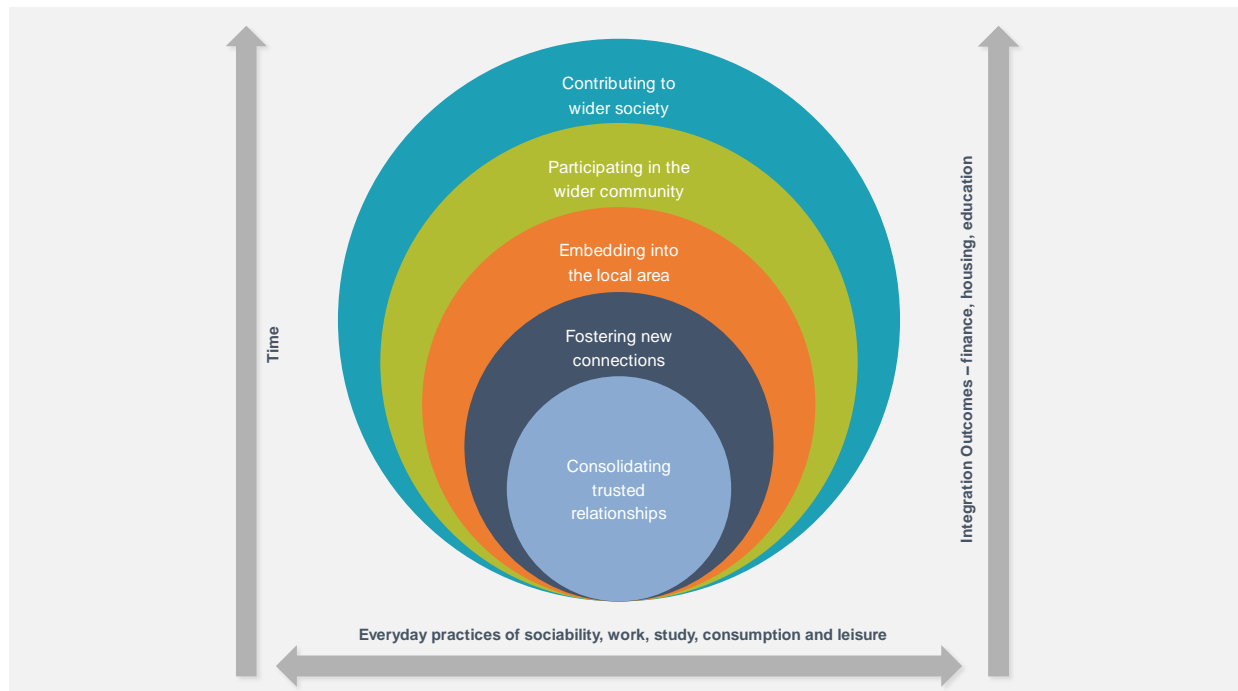 Contributing to
wider society
Participating in the
wider community
Embedding into
the local area
Fostering new
connections
Consolidating
trusted
relationships
Time
Integration Outcomes – finance, housing, education
Everyday practices of sociability, work, study, consumption and leisure